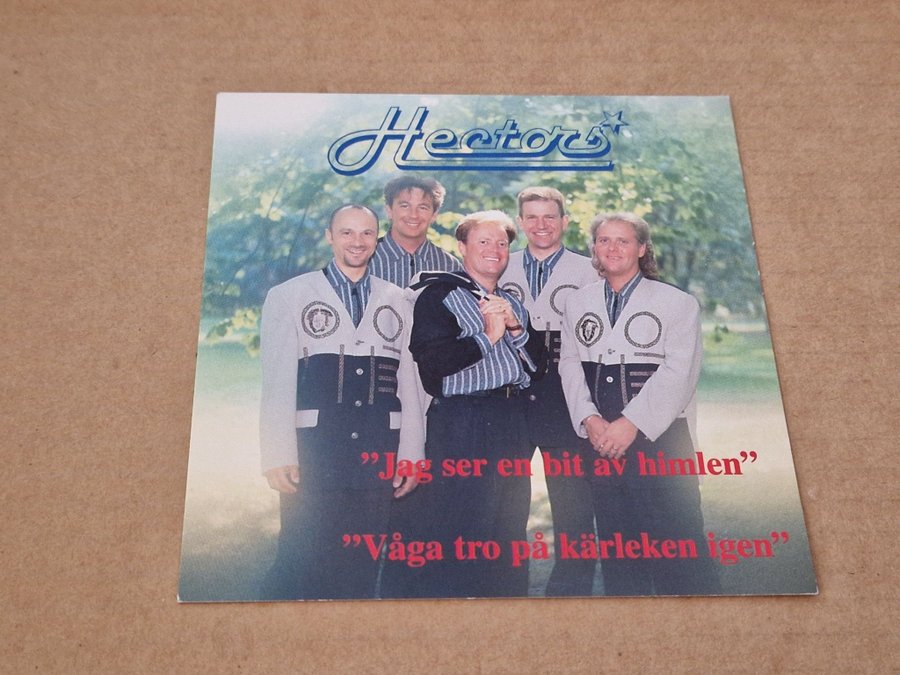 Hectors
"Jag ser en bit av himlen"
"Våga tro på kärleken igen"